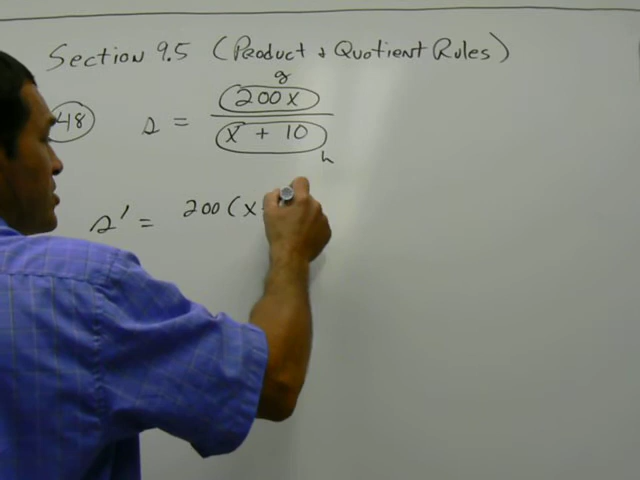 Section 9.5 (Product + Quotient Rules)
g
48 s = 200x / x + 10
h
s' = 200 (x